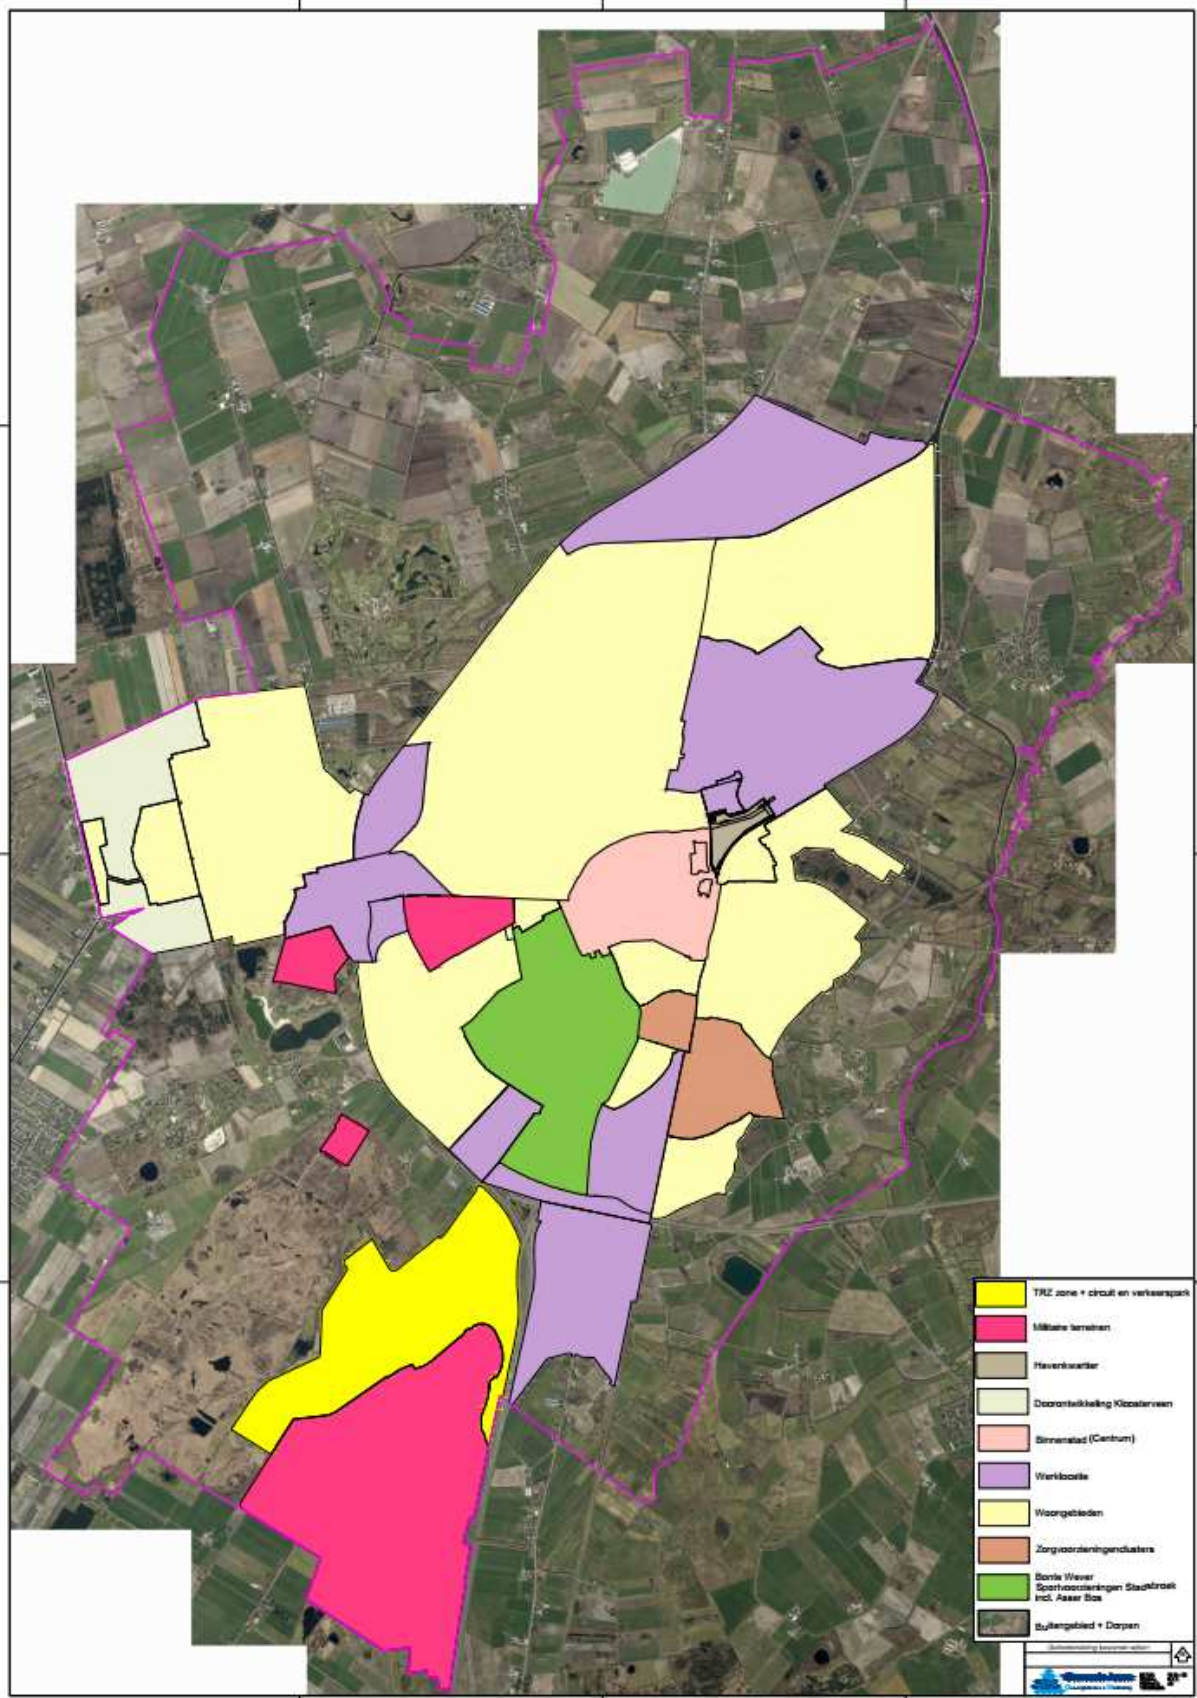 TRZ zone + circuit en verkeerspark
Militaire terreinen
Havenkwartier
Doorontwikkeling Kloosterveen
Binnenstad (Centrum)
Werklocatie
Woongebieden
Zorgvoorzieningenclusters
Bonte Wever
Sportvoorzieningen Stadsbroek
incl. Asser Bos
Buitengebied + Dorpen